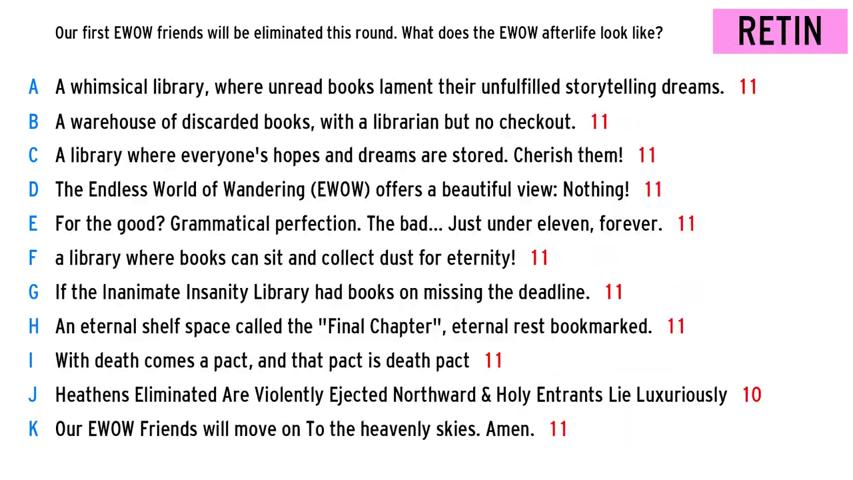 Our first EWOW friends will be eliminated this round. What does the EWOW afterlife look like?
RETIN
A A whimsical library, where unread books lament their unfulfilled storytelling dreams. 11
B A warehouse of discarded books, with a librarian but no checkout. 11
C A library where everyone's hopes and dreams are stored. Cherish them! 11
D The Endless World of Wandering (EWOW) offers a beautiful view: Nothing! 11
E For the good? Grammatical perfection. The bad... Just under eleven, forever. 11
F a library where books can sit and collect dust for eternity! 11
G If the Inanimate Insanity Library had books on missing the deadline. 11
H An eternal shelf space called the "Final Chapter", eternal rest bookmarked. 11
I With death comes a pact, and that pact is death pact 11
J Heathens Eliminated Are Violently Ejected Northward & Holy Entrants Lie Luxuriously 10
K Our EWOW Friends will move on To the heavenly skies. Amen. 11